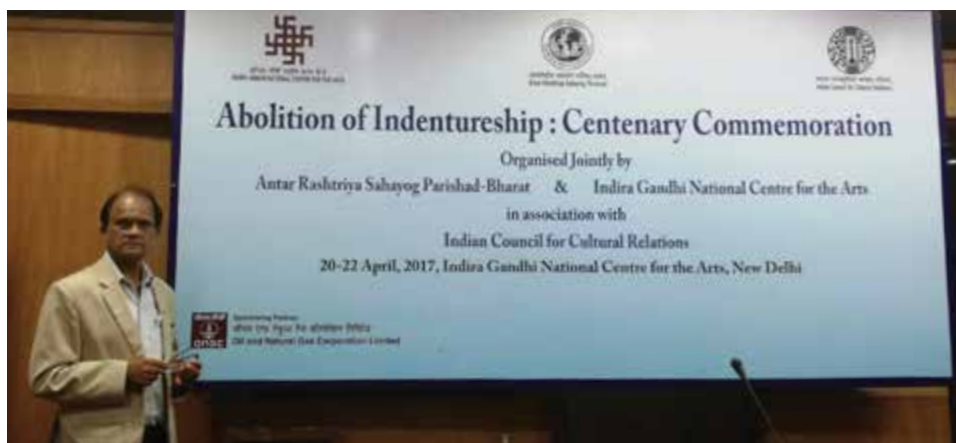 Abolition of Indentureship : Centenary Commemoration
Organised Jointly by
Antar Rashtriya Sahayog Parishad-Bharat & Indira Gandhi National Centre for the Arts
in association with
Indian Council for Cultural Relations
20-22 April, 2017, Indira Gandhi National Centre for the Arts, New Delhi
ongc
Oil and Natural Gas Corporation Limited